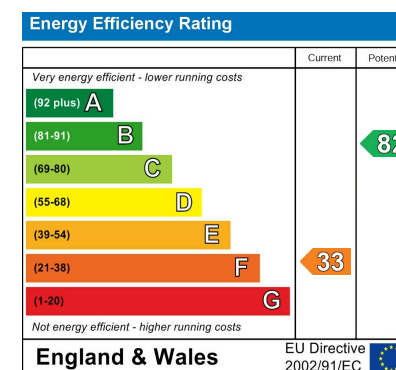 Energy Efficiency Rating
Current Potent
Very energy efficient - lower running costs
(92 plus) A
(81-91) B
82
(69-80) C
(55-68) D
(39-54) E
(21-38) F
33
(1-20) G
Not energy efficient - higher running costs
England & Wales
EU Directive
2002/91/EC